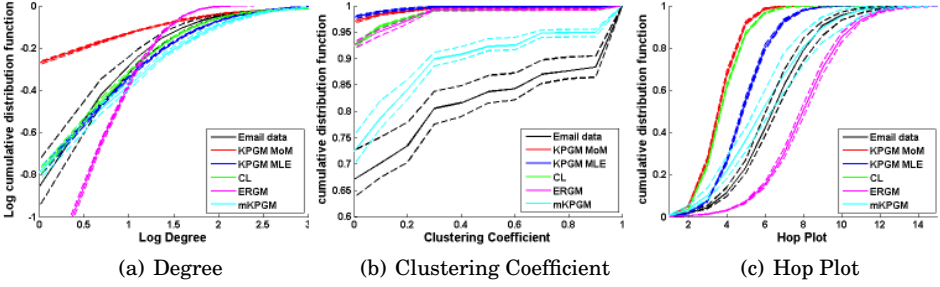 Log cumulative distribution function
0
-0.2
-0.4
-0.6
-0.8
-1
0
0.5
1.0
1.5
2.0
2.5
3.0
Log Degree
Email data
KPGM MoM
KPGM MLE
CL
ERGM
mKPGM
(a) Degree
cumulative distribution function
1
0.95
0.9
0.85
0.8
0.75
0.7
0.65
0.6
0
0.2
0.4
0.6
0.8
1
Clustering Coefficient
Email data
KPGM MoM
KPGM MLE
CL
ERGM
mKPGM
(b) Clustering Coefficient
cumulative distribution function
1
0.8
0.6
0.4
0.2
0
2
4
6
8
10
12
14
Hop Plot
Email data
KPGM MoM
KPGM MLE
CL
ERGM
mKPGM
(c) Hop Plot